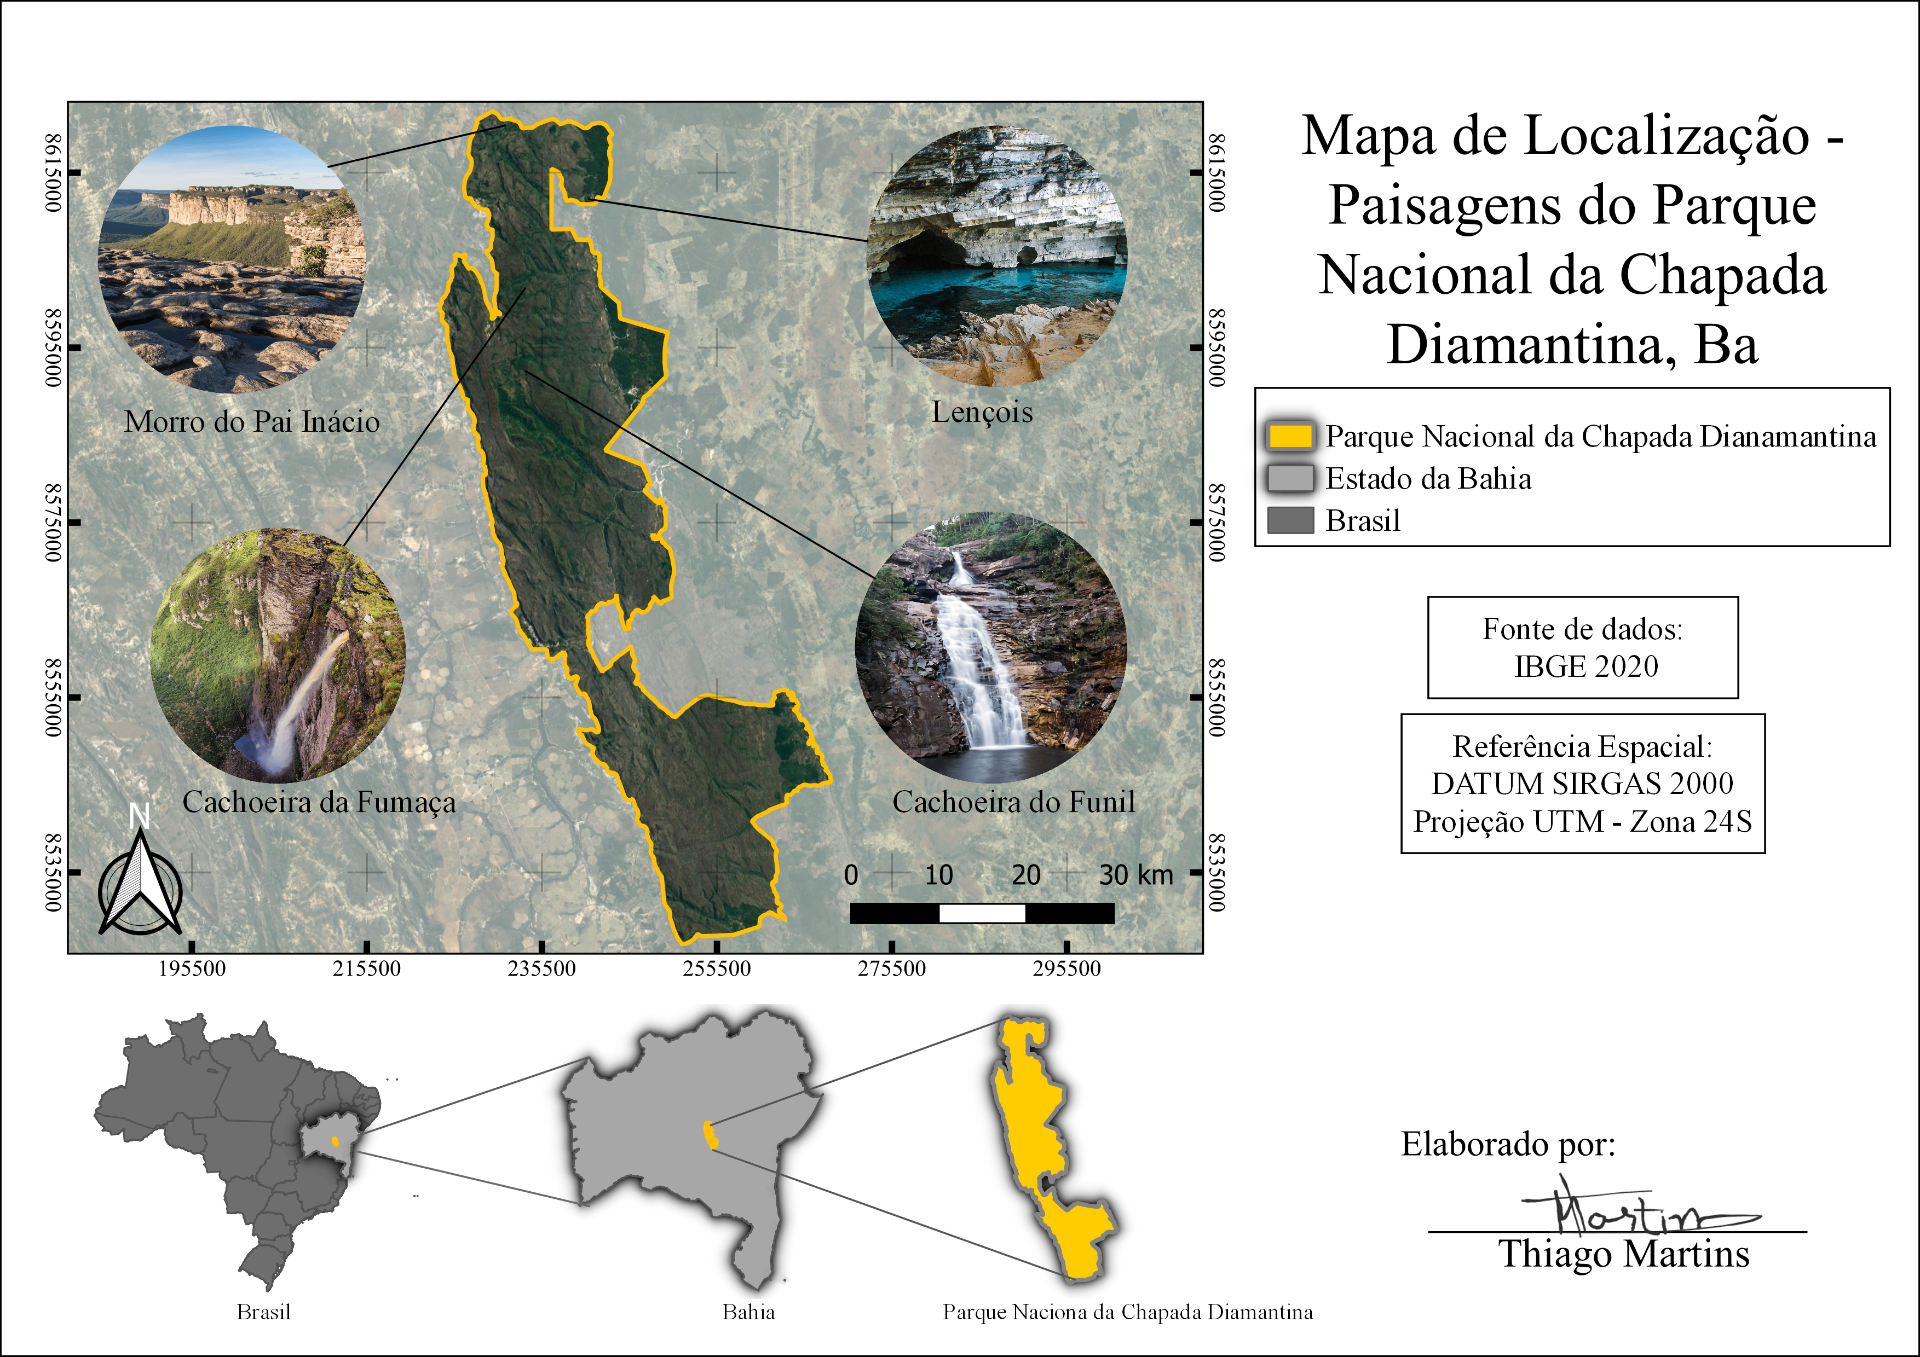 Mapa de Localização -
Paisagens do Parque
Nacional da Chapada
Diamantina, Ba
Parque Nacional da Chapada Dianamantina
Estado da Bahia
Brasil
Fonte de dados:
IBGE 2020
Referência Espacial:
DATUM SIRGAS 2000
Projeção UTM - Zona 24S
Morro do Pai Inácio
Lençois
Cachoeira da Fumaça
Cachoeira do Funil
N
0 10 20 30 km
8615000
8595000
8575000
8555000
8535000
8615000
8595000
8575000
8555000
8535000
195500 215500 235500 255500 275500 295500
Brasil
Bahia
Parque Naciona da Chapada Diamantina
Elaborado por:
TMartins
Thiago Martins